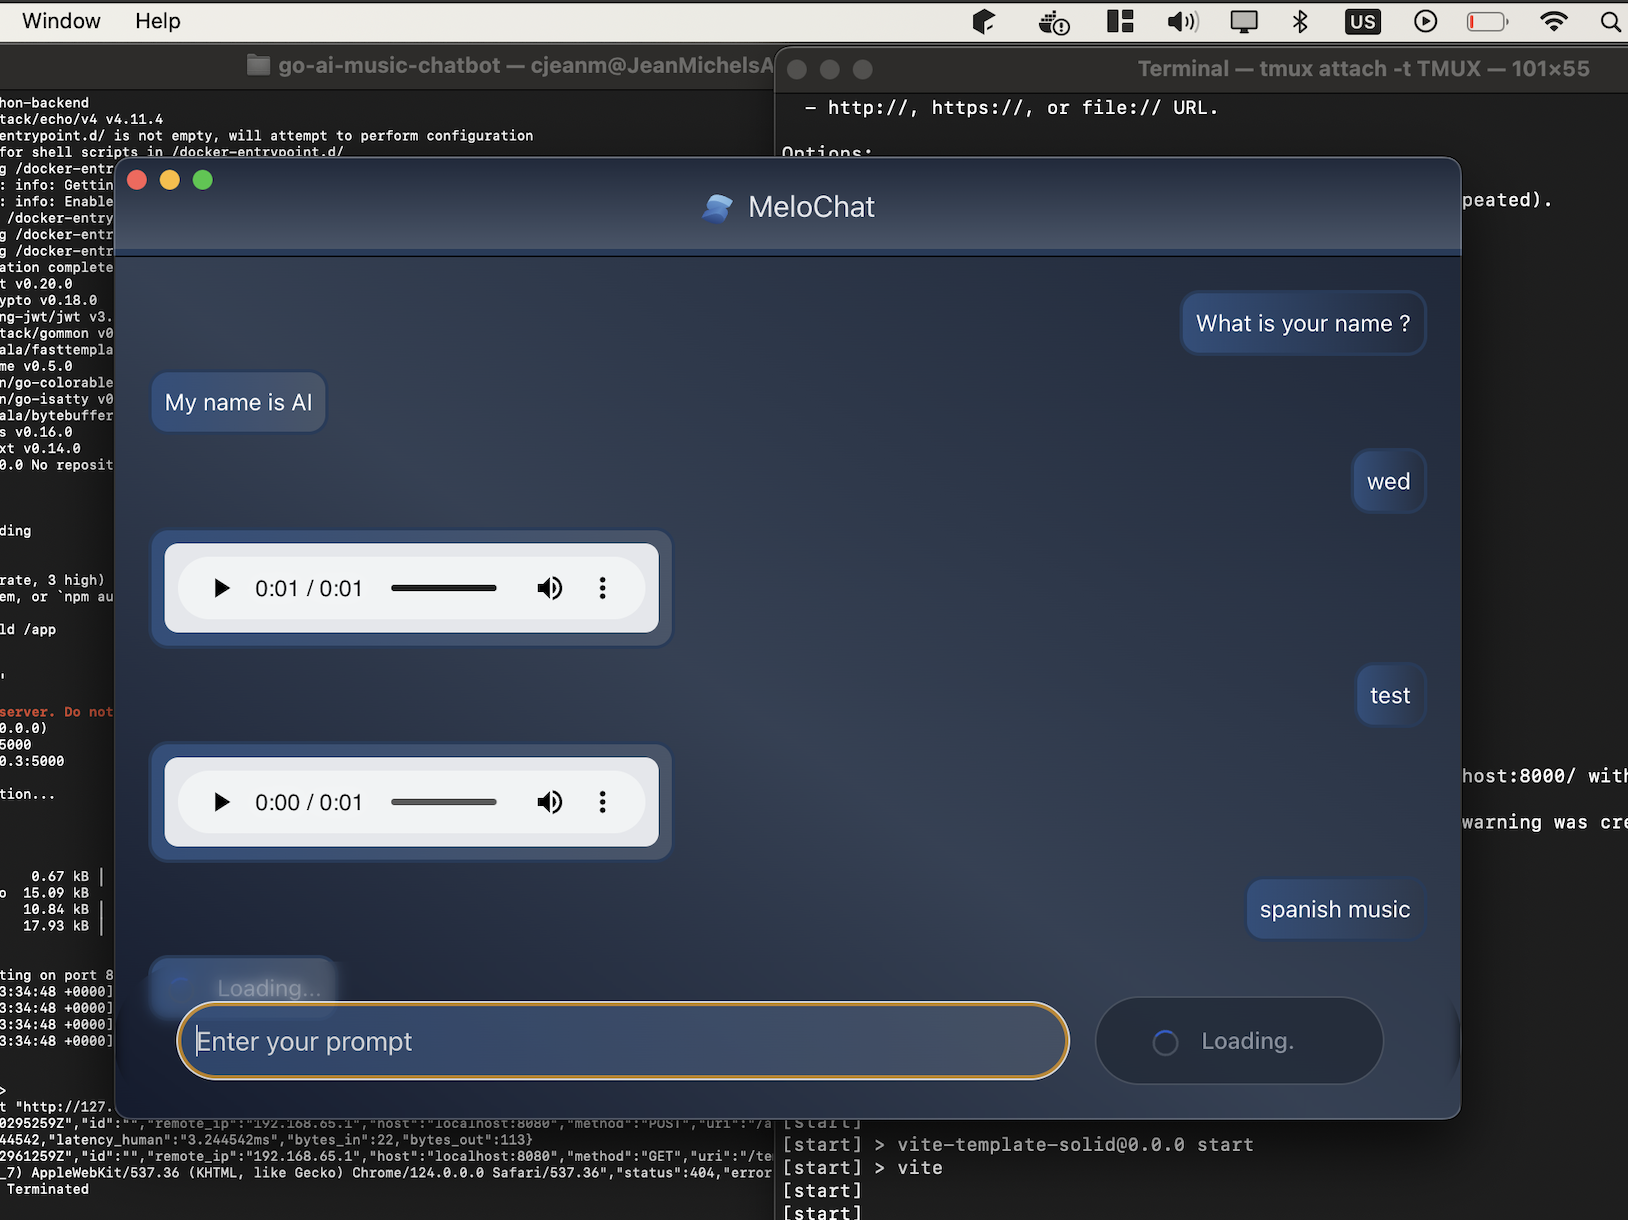 Window Help
US
go-ai-music-chatbot — cjeanm@JeanMichelsA
Terminal — tmux attach -t TMUX — 101×55
hon-backend
tack/echo/v4 v4.11.4
entrypoint.d/ is not empty, will attempt to perform configuration
for shell scripts in /docker-entrypoint.d/
g /docker-entr
: info: Gettin
: info: Enable
/docker-entry
g /docker-entr
g /docker-entr
ation complete
t v0.20.0
ypto v0.18.0
ng-jwt/jwt v3.
tack/gommon v0
ala/fasttempla
me v0.5.0
n/go-colorable
n/go-isatty v0
ala/bytebuffer
s v0.16.0
xt v0.14.0
0.0 No reposit
ding
rate, 3 high)
em, or `npm au
ld /app
'
server. Do not
0.0.0)
5000
0.3:5000
tion...
0.67 kB |
o 15.09 kB
10.84 kB |
17.93 kB |
ting on port 8
3:34:48 +0000]
3:34:48 +0000]
3:34:48 +0000]
3:34:48 +0000]
>
t "http://127.
0295259Z","id":"","remote_ip":"192.168.65.1","host":"localhost:8080","method":"POST","uri":"/a
44542,"latency_human":"3.244542ms","bytes_in":22,"bytes_out":113}
2961259Z","id":"","remote_ip":"192.168.65.1","host":"localhost:8080","method":"GET","uri":"/te
_7) AppleWebKit/537.36 (KHTML, like Gecko) Chrome/124.0.0.0 Safari/537.36","status":404,"error
Terminated
– http://, https://, or file:// URL.
Options:
peated).
host:8000/ with
warning was cre
[start]
[start] > vite-template-solid@0.0.0 start
[start] > vite
[start]
[start]
MeloChat
What is your name ?
My name is AI
wed
0:01 / 0:01
test
0:00 / 0:01
spanish music
Loading...
Enter your prompt
Loading.